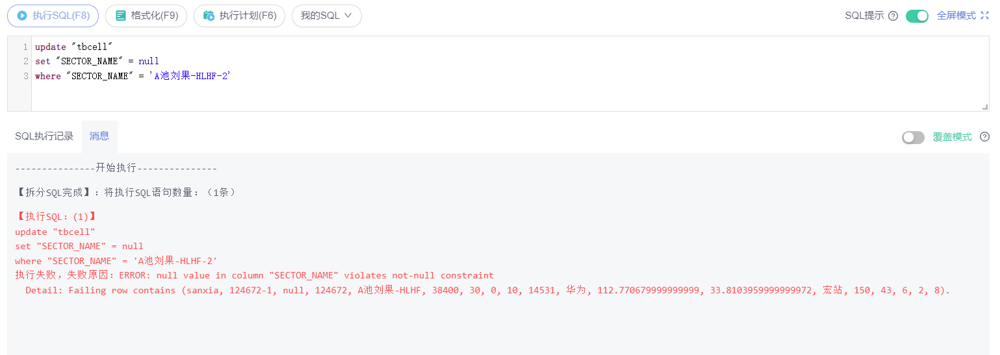 执行SQL(F8) 格式化(F9) 执行计划(F6) 我的SQL SQL提示 ? 全屏模式
1 update "tbcell"
2 set "SECTOR_NAME" = null
3 where "SECTOR_NAME" = 'A池刘果-HLHF-2'
SQL执行记录 消息 覆盖模式 ?
---------------开始执行---------------
【拆分SQL完成】：将执行SQL语句数量：（1条）
【执行SQL：(1)】
update "tbcell"
set "SECTOR_NAME" = null
where "SECTOR_NAME" = 'A池刘果-HLHF-2'
执行失败，失败原因：ERROR: null value in column "SECTOR_NAME" violates not-null constraint
Detail: Failing row contains (sanxia, 124672-1, null, 124672, A池刘果-HLHF, 38400, 30, 0, 10, 14531, 华为, 112.770679999999999, 33.8103959999999972, 宏站, 150, 43, 6, 2, 8).